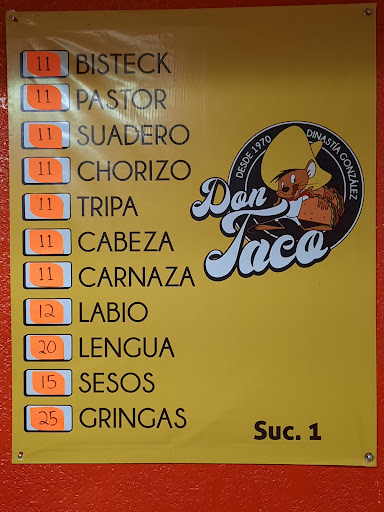 11 BISTECK
11 PASTOR
11 SUADERO
11 CHORIZO
11 TRIPA
11 CABEZA
11 CARNAZA
12 LABIO
20 LENGUA
15 SESOS
25 GRINGAS
DESDE 1970
DINASTÍA GONZÁLEZ
Don
Taco
Suc. 1